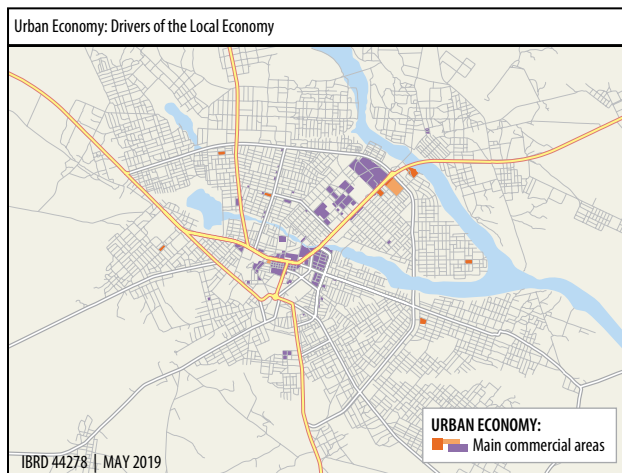 Urban Economy: Drivers of the Local Economy
URBAN ECONOMY:
Main commercial areas
IBRD 44278 | MAY 2019